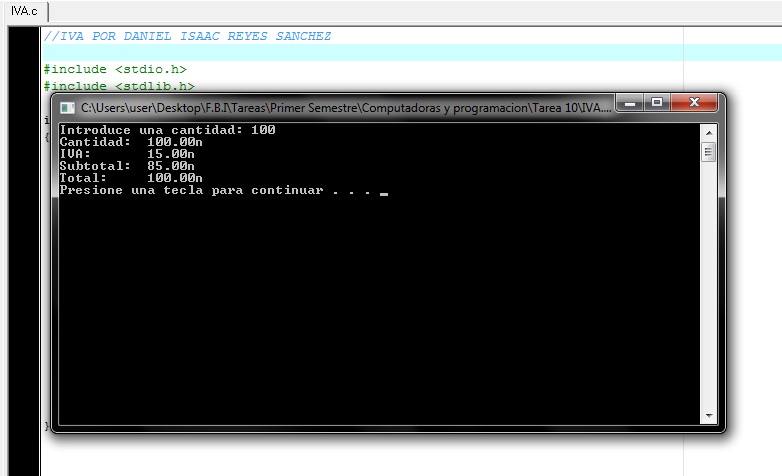 IVA.c
//IVA POR DANIEL ISAAC REYES SANCHEZ
#include <stdio.h>
#include <stdlib.h>
C:\Users\user\Desktop\F.B.I\Tareas\Primer Semestre\Computadoras y programacion\Tarea 10\IVA....
i
{
Introduce una cantidad: 100
Cantidad: 100.00n
IVA: 15.00n
Subtotal: 85.00n
Total: 100.00n
Presione una tecla para continuar . . . _
}